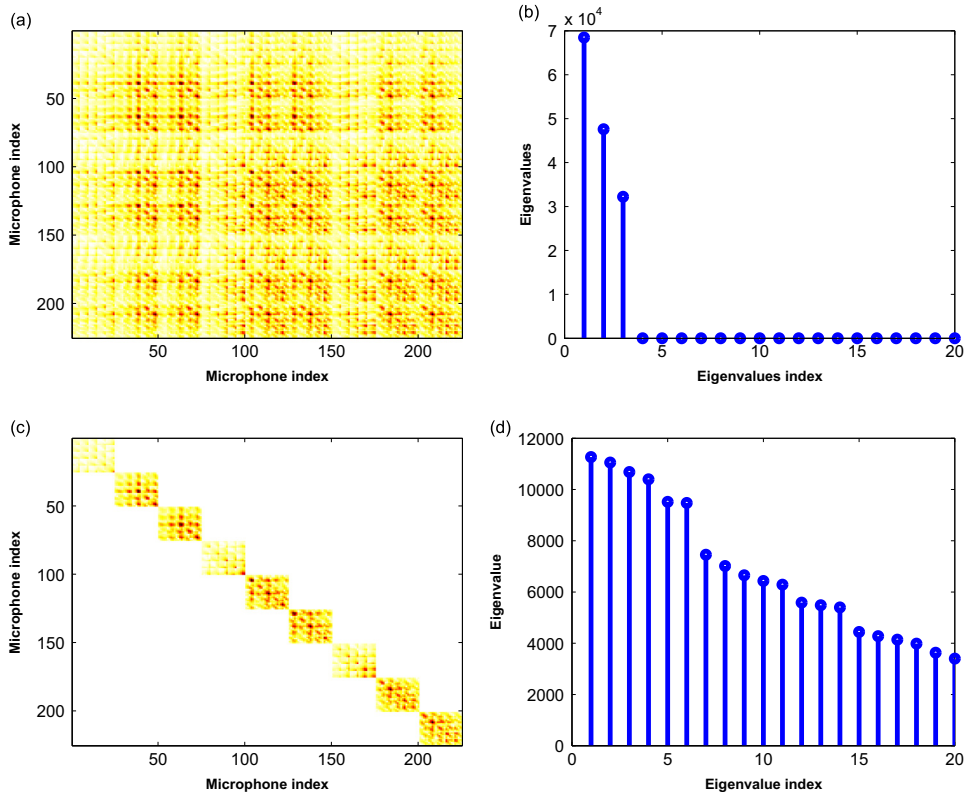 (a)
Microphone index
50
100
150
200
50 100 150 200
Microphone index
(b)
x 10⁴
Eigenvalues
7
6
5
4
3
2
1
0
0 5 10 15 20
Eigenvalues index
(c)
Microphone index
50
100
150
200
50 100 150 200
Microphone index
(d)
Eigenvalue
12000
10000
8000
6000
4000
2000
0
0 5 10 15 20
Eigenvalue index